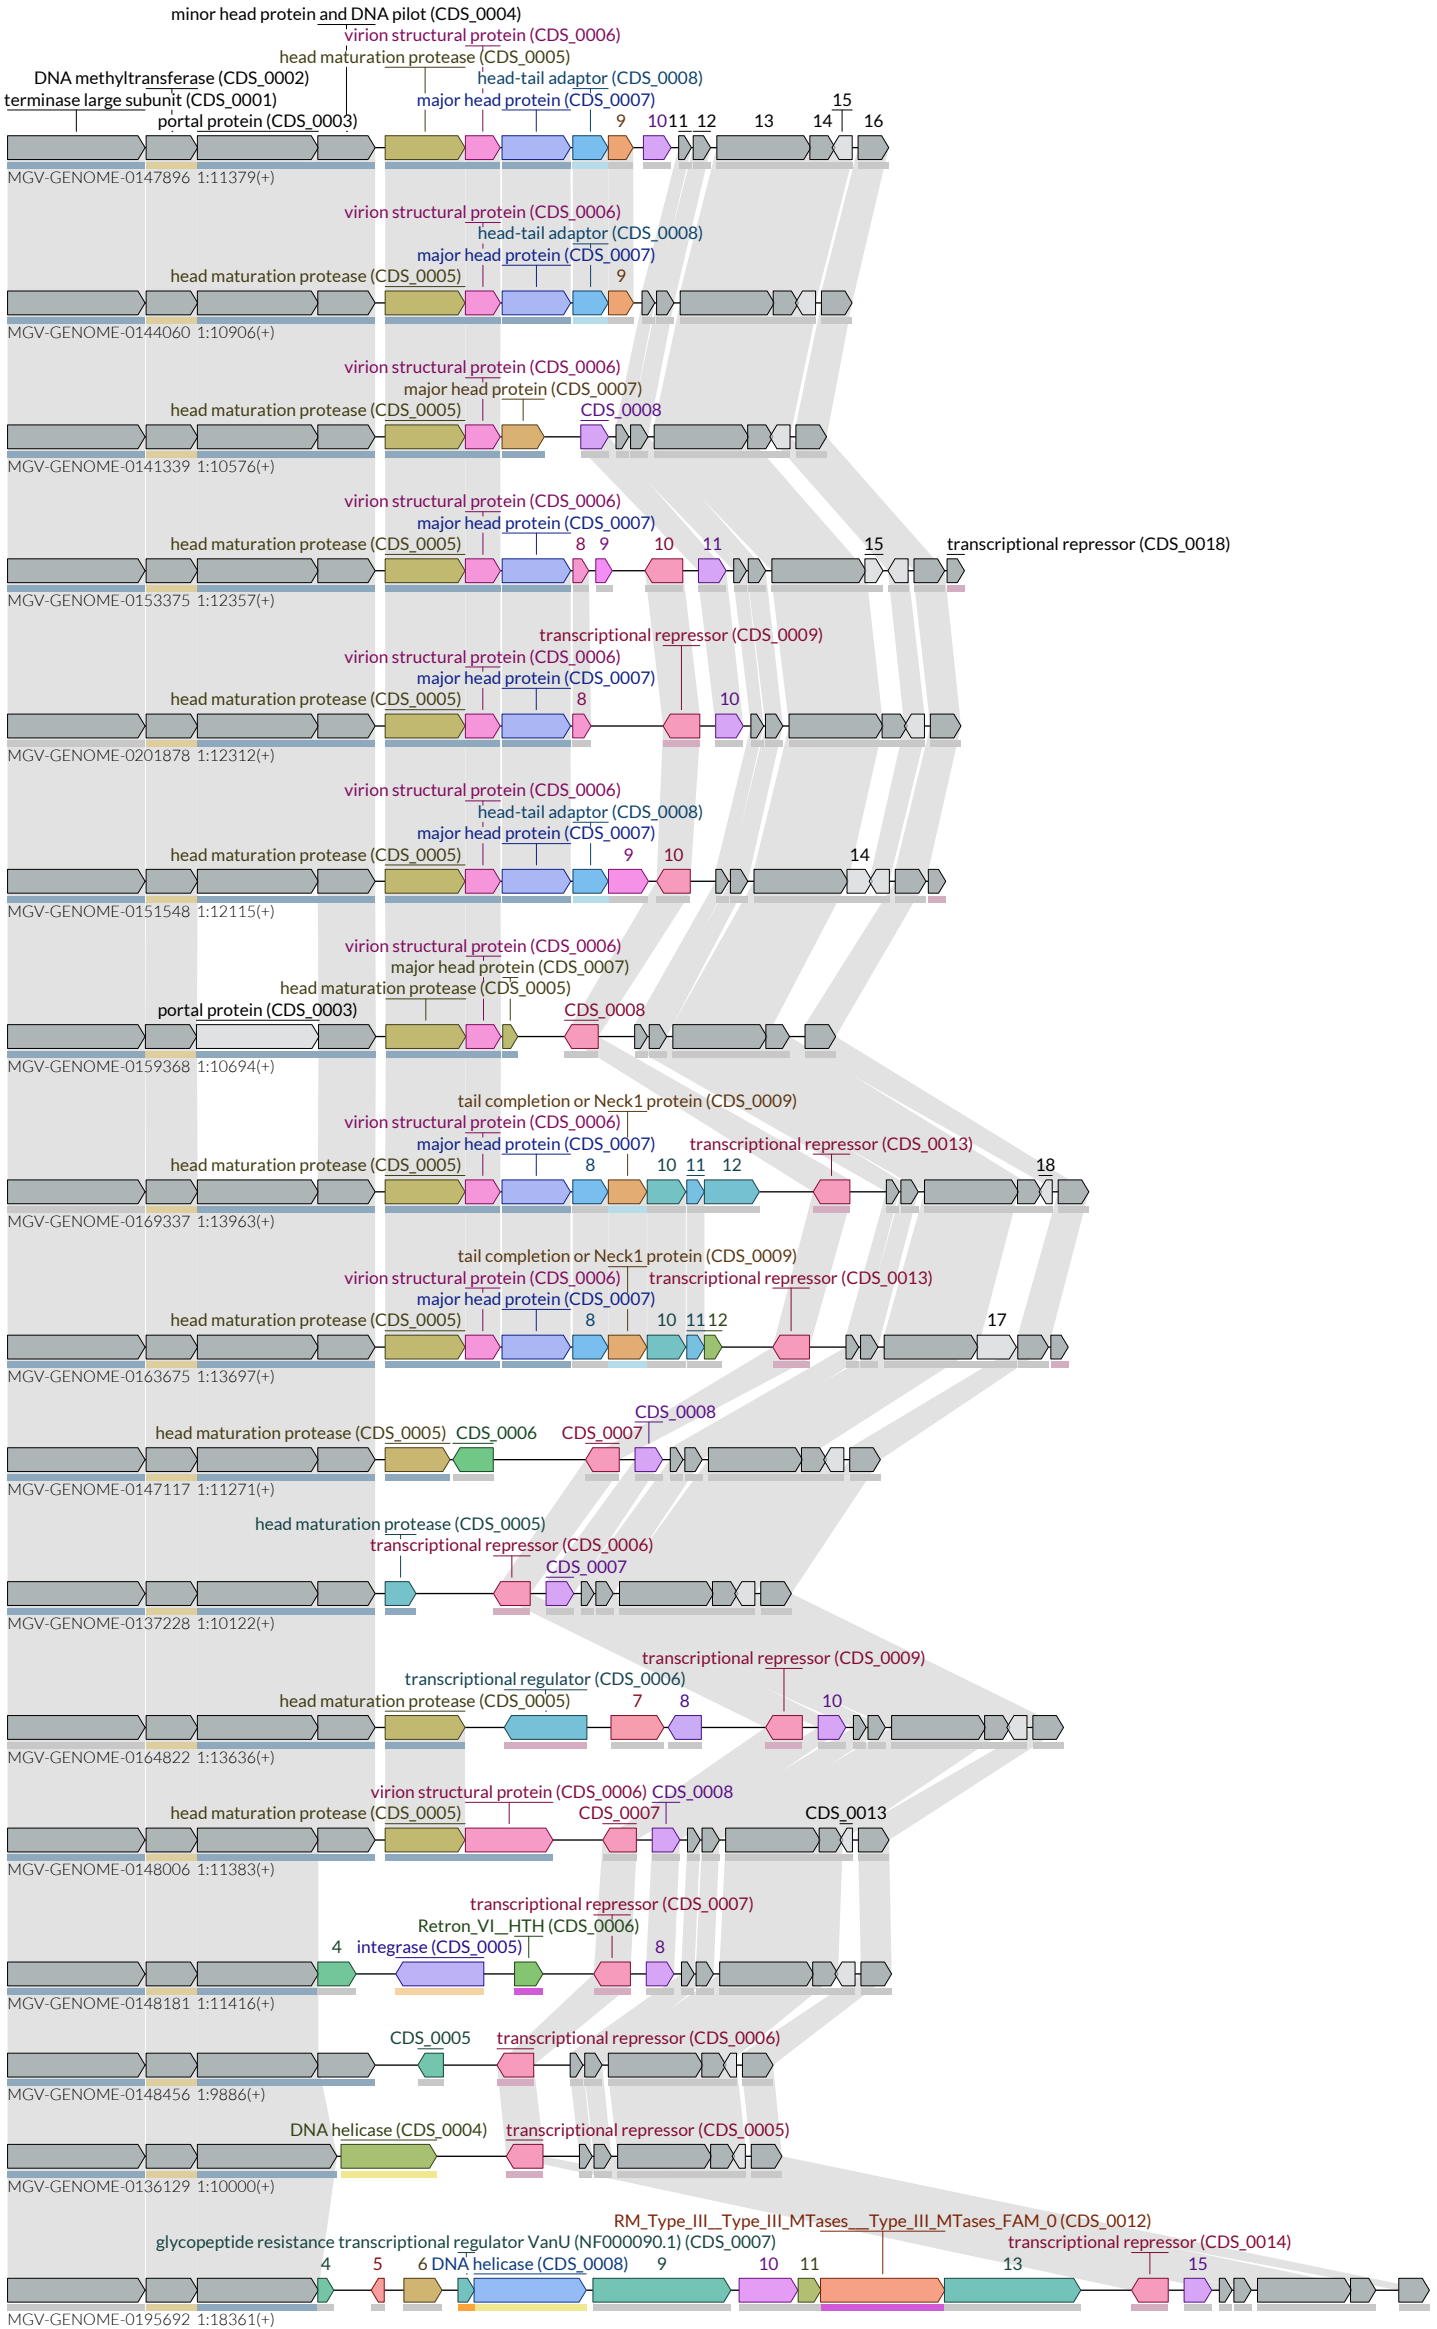 minor head protein and DNA pilot (CDS_0004)
virion structural protein (CDS_0006)
head maturation protease (CDS_0005)
DNA methyltransferase (CDS_0002) head-tail adaptor (CDS_0008)
terminase large subunit (CDS_0001) major head protein (CDS_0007) 15
portal protein (CDS_0003) 9 10 11 12 13 14 16
MGV-GENOME-0147896 1:11379(+)
virion structural protein (CDS_0006)
head-tail adaptor (CDS_0008)
major head protein (CDS_0007)
head maturation protease (CDS_0005) 9
MGV-GENOME-0144060 1:10906(+)
virion structural protein (CDS_0006)
major head protein (CDS_0007)
head maturation protease (CDS_0005) CDS_0008
MGV-GENOME-0141339 1:10576(+)
virion structural protein (CDS_0006)
major head protein (CDS_0007)
head maturation protease (CDS_0005) 8 9 10 11 15 transcriptional repressor (CDS_0018)
MGV-GENOME-0153375 1:12357(+)
transcriptional repressor (CDS_0009)
virion structural protein (CDS_0006)
major head protein (CDS_0007)
head maturation protease (CDS_0005) 8 10
MGV-GENOME-0201878 1:12312(+)
virion structural protein (CDS_0006)
head-tail adaptor (CDS_0008)
major head protein (CDS_0007)
head maturation protease (CDS_0005) 9 10 14
MGV-GENOME-0151548 1:12115(+)
virion structural protein (CDS_0006)
major head protein (CDS_0007)
head maturation protease (CDS_0005)
portal protein (CDS_0003) CDS_0008
MGV-GENOME-0159368 1:10694(+)
tail completion or Neck1 protein (CDS_0009)
virion structural protein (CDS_0006)
major head protein (CDS_0007) transcriptional repressor (CDS_0013)
head maturation protease (CDS_0005) 8 10 11 12 18
MGV-GENOME-0169337 1:13963(+)
tail completion or Neck1 protein (CDS_0009)
virion structural protein (CDS_0006) transcriptional repressor (CDS_0013)
major head protein (CDS_0007)
head maturation protease (CDS_0005) 8 10 11 12 17
MGV-GENOME-0163675 1:13697(+)
CDS_0008
head maturation protease (CDS_0005) CDS_0006 CDS_0007
MGV-GENOME-0147117 1:11271(+)
head maturation protease (CDS_0005)
transcriptional repressor (CDS_0006)
CDS_0007
MGV-GENOME-0137228 1:10122(+)
transcriptional repressor (CDS_0009)
transcriptional regulator (CDS_0006)
head maturation protease (CDS_0005) 7 8 10
MGV-GENOME-0164822 1:13636(+)
virion structural protein (CDS_0006) CDS_0008
head maturation protease (CDS_0005) CDS_0007 CDS_0013
MGV-GENOME-0148006 1:11383(+)
transcriptional repressor (CDS_0007)
Retron_VI__HTH (CDS_0006)
4 integrase (CDS_0005) 8
MGV-GENOME-0148181 1:11416(+)
CDS_0005 transcriptional repressor (CDS_0006)
MGV-GENOME-0148456 1:9886(+)
DNA helicase (CDS_0004) transcriptional repressor (CDS_0005)
MGV-GENOME-0136129 1:10000(+)
RM_Type_III__Type_III_MTases___Type_III_MTases_FAM_0 (CDS_0012)
glycopeptide resistance transcriptional regulator VanU (NF000090.1) (CDS_0007) transcriptional repressor (CDS_0014)
4 5 6 DNA helicase (CDS_0008) 9 10 11 13 15
MGV-GENOME-0195692 1:18361(+)